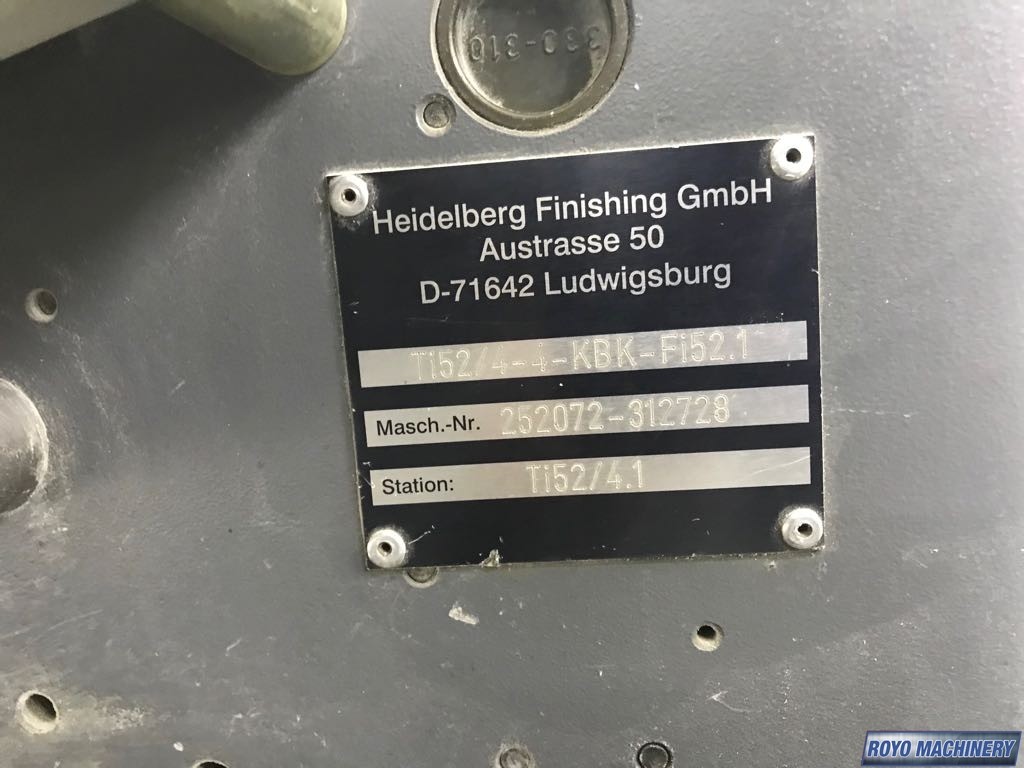 330-310
Heidelberg Finishing GmbH
Austrasse 50
D-71642 Ludwigsburg
Ti52/4-4-KBK-Fi52.1
Masch.-Nr. 252072-312728
Station: Ti52/4.1
ROYO MACHINERY